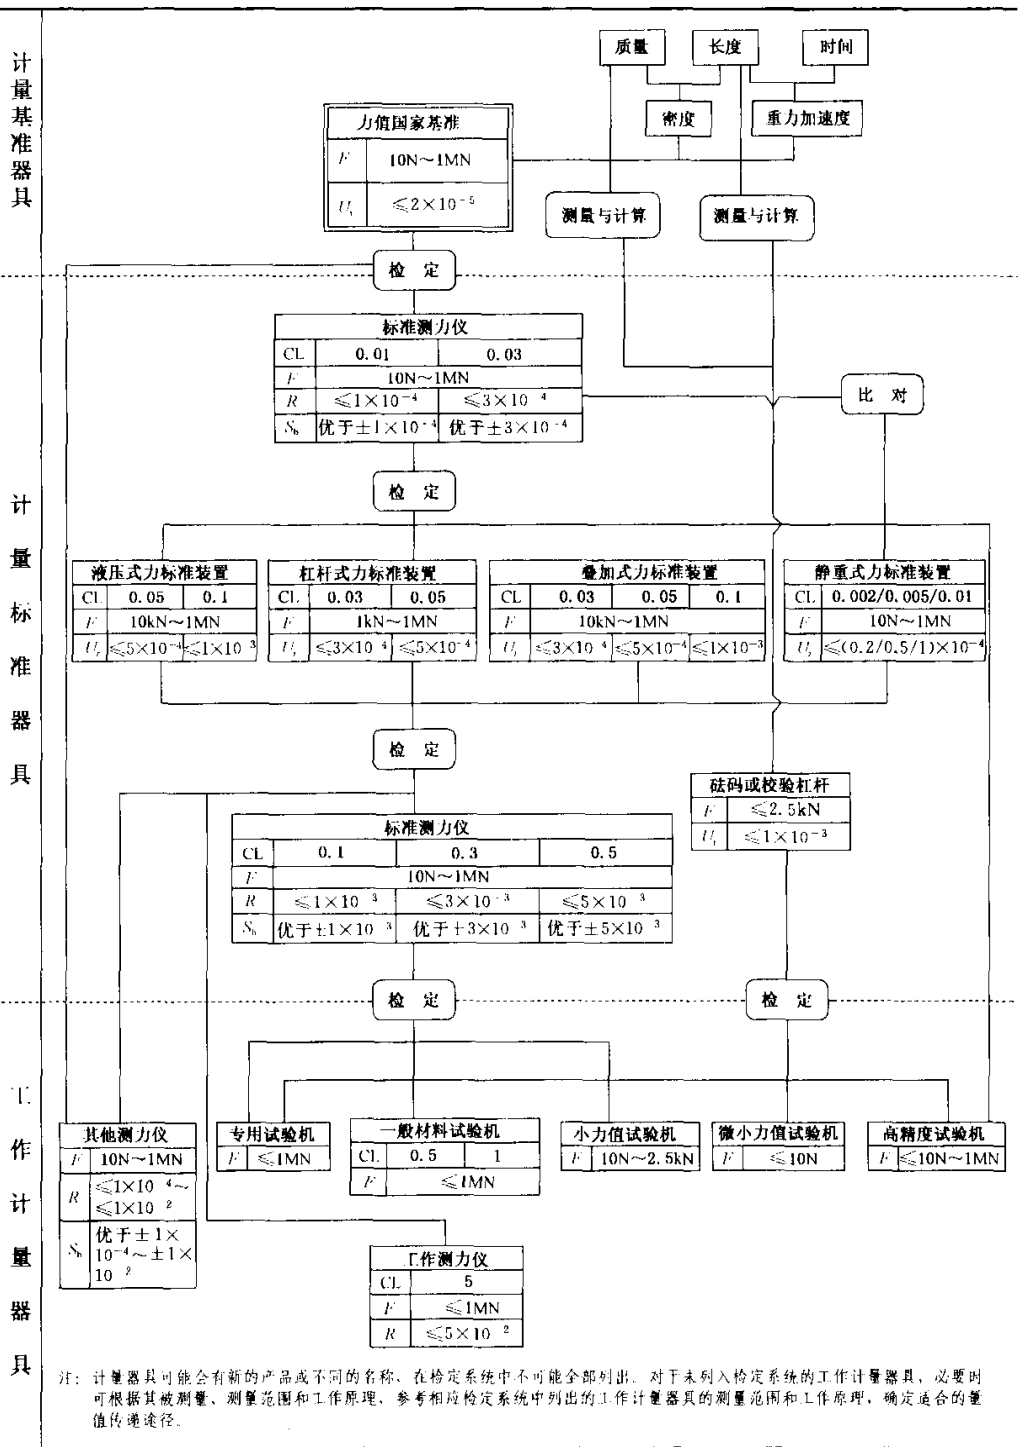 计量基准器具
质量 长度 时间
密度 重力加速度
力值国家基准
F 10N～1MN
Ur ≤2×10⁻⁵
测量与计算 测量与计算
检 定
计量标准器具
标准测力仪
CL 0.01 0.03
F 10N～1MN
R ≤1×10⁻⁴ ≤3×10⁻⁴
Sb 优于±1×10⁻⁴ 优于±3×10⁻⁴
比 对
检 定
液压式力标准装置
CL 0.05 0.1
F 10kN～1MN
Ur ≤5×10⁻⁴ ≤1×10⁻³
杠杆式力标准装置
CL 0.03 0.05
F 1kN～1MN
Ur ≤3×10⁻⁴ ≤5×10⁻⁴
叠加式力标准装置
CL 0.03 0.05 0.1
F 10kN～1MN
Ur ≤3×10⁻⁴ ≤5×10⁻⁴ ≤1×10⁻³
静重式力标准装置
CL 0.002/0.005/0.01
F 10N～1MN
Ur ≤(0.2/0.5/1)×10⁻⁴
检 定
砝码或校验杠杆
F ≤2.5kN
Ur ≤1×10⁻³
标准测力仪
CL 0.1 0.3 0.5
F 10N～1MN
R ≤1×10⁻³ ≤3×10⁻³ ≤5×10⁻³
Sb 优于±1×10⁻³ 优于±3×10⁻³ 优于±5×10⁻³
检 定 检 定
工作计量器具
其他测力仪
F 10N～1MN
R ≤1×10⁻⁴～
≤1×10⁻²
Sb 优于±1×
10⁻⁴～±1×
10⁻²
专用试验机
F ≤1MN
一般材料试验机
CL 0.5 1
F ≤1MN
小力值试验机
F 10N～2.5kN
微小力值试验机
F ≤10N
高精度试验机
F ≤10N～1MN
工作测力仪
CL 5
F ≤1MN
R ≤5×10⁻²
注：计量器具可能会有新的产品或不同的名称，在检定系统中不可能全部列出。对于未列入检定系统的工作计量器具，必要时
可根据其被测量、测量范围和工作原理，参考相应检定系统中列出的工作计量器具的测量范围和工作原理，确定适合的量
值传递途径。